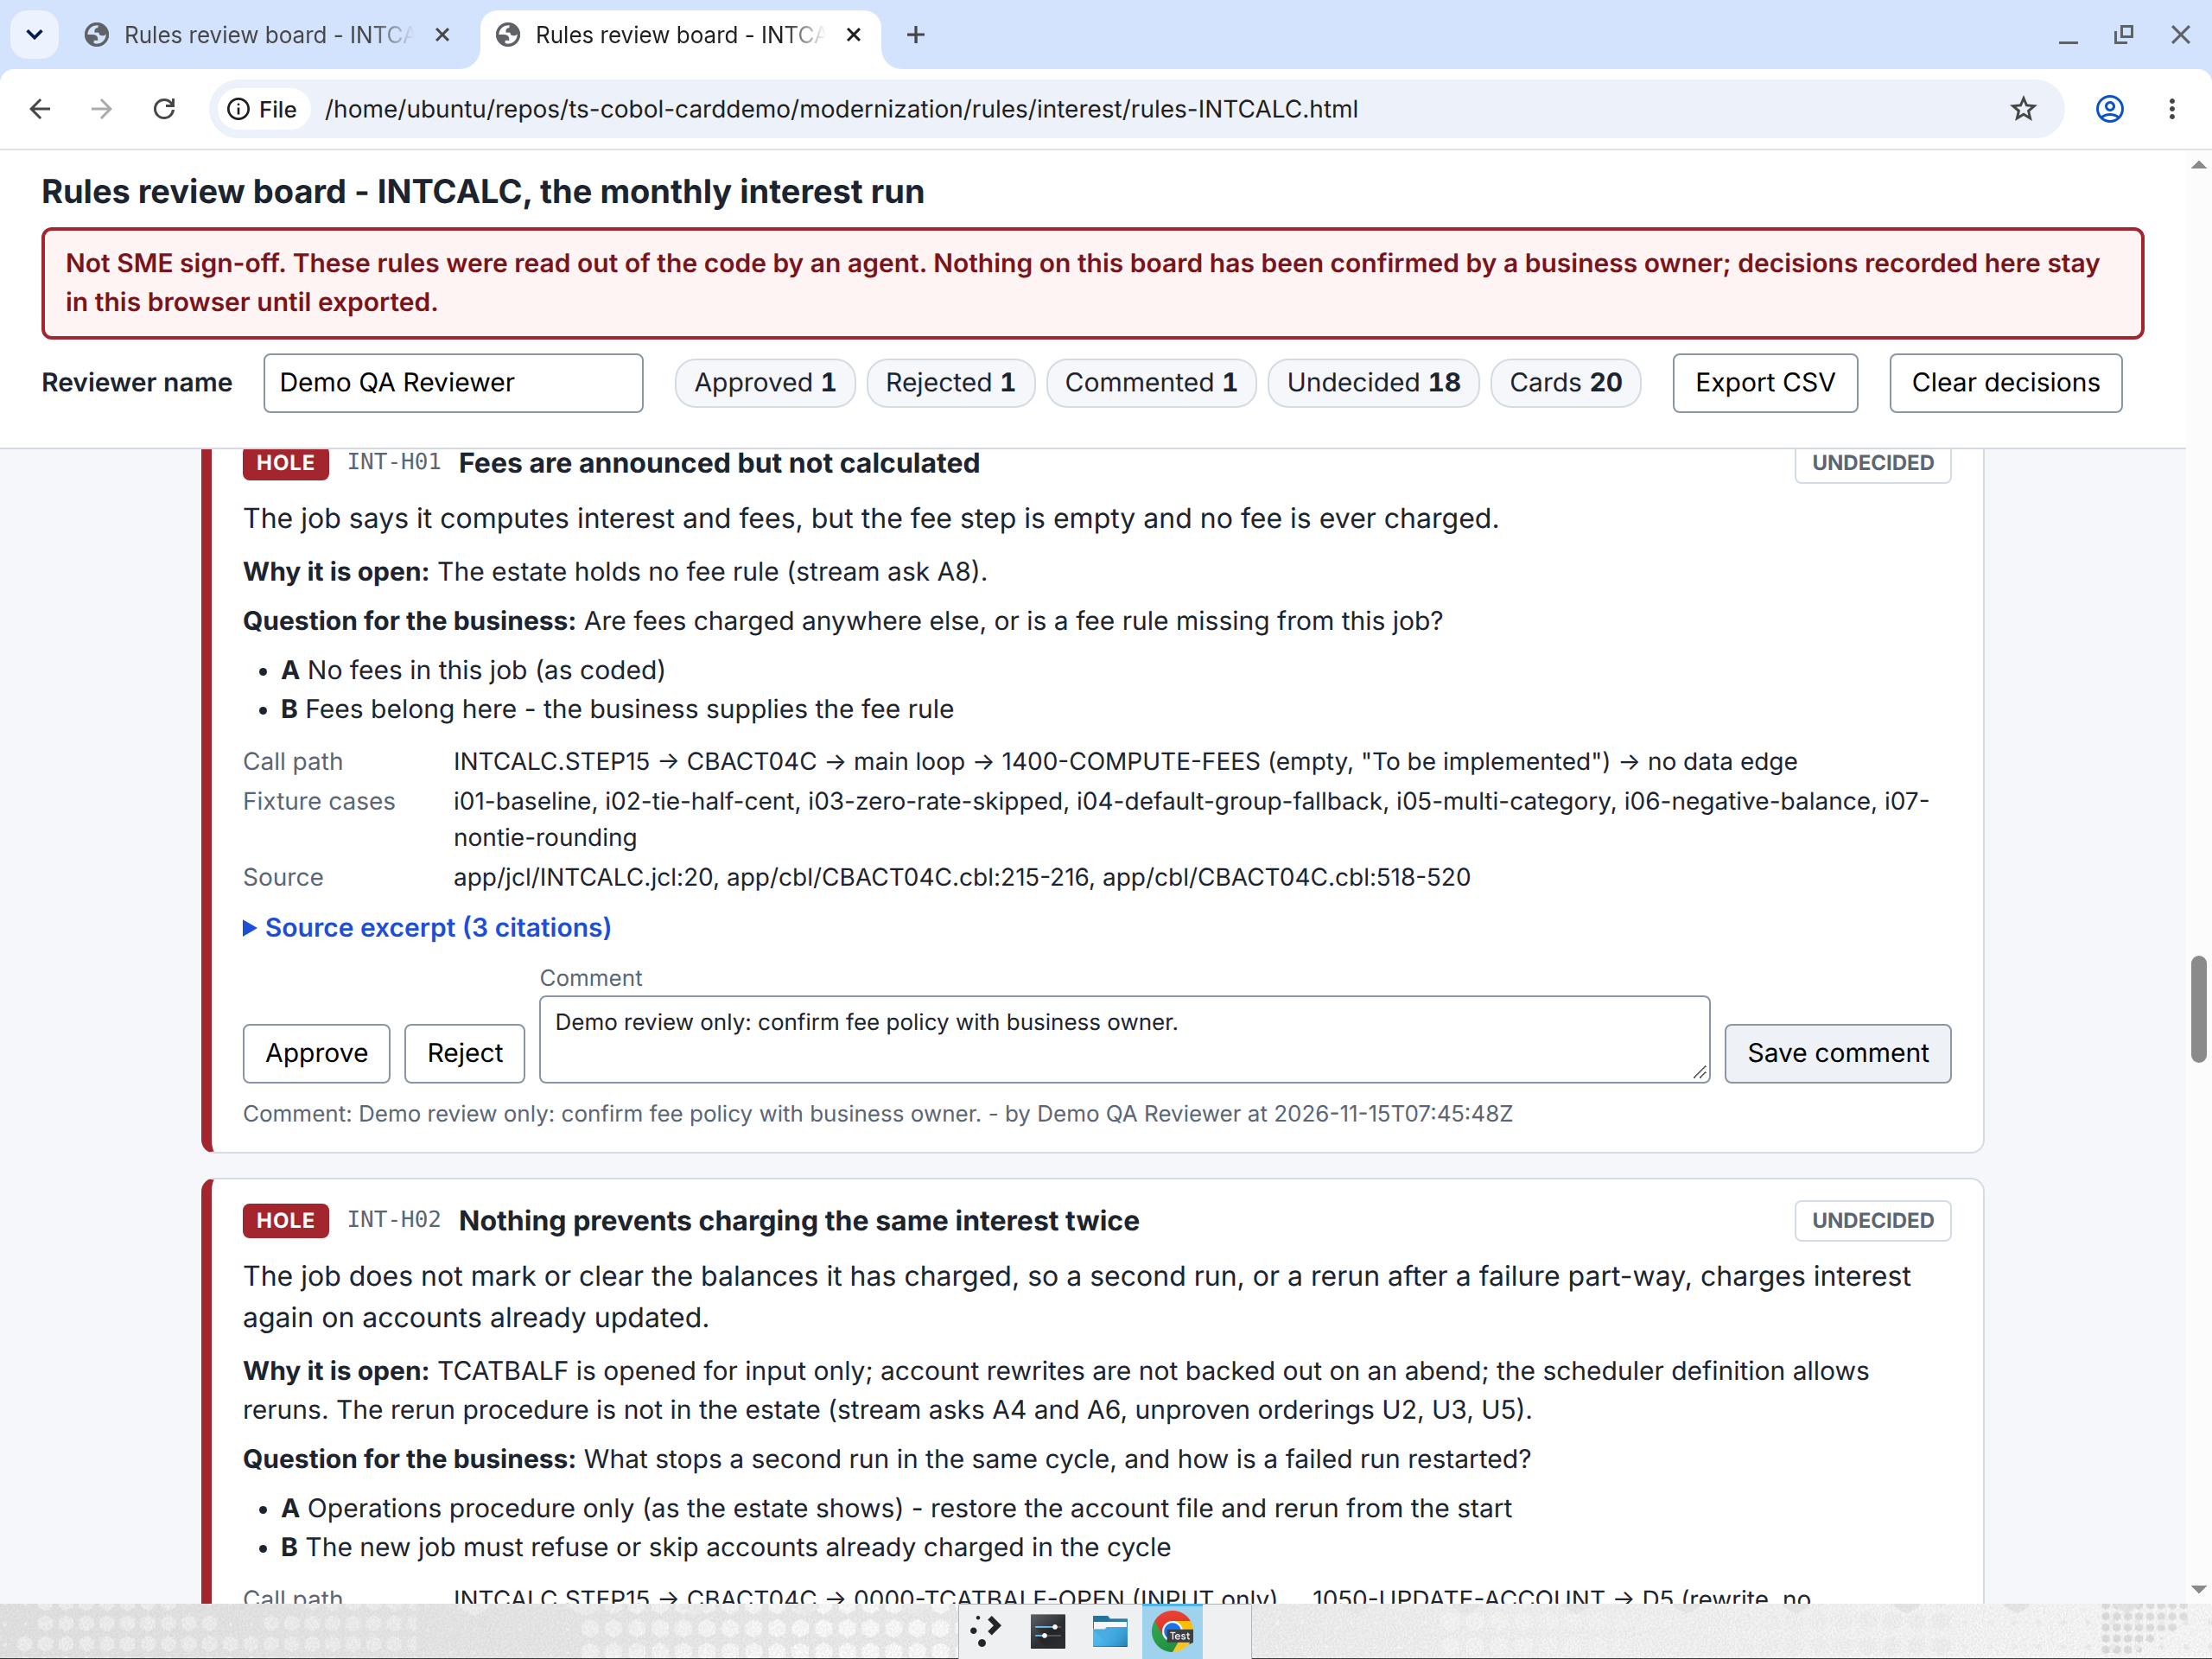 Rules review board - INTCA
Rules review board - INTCA
File
/home/ubuntu/repos/ts-cobol-carddemo/modernization/rules/interest/rules-INTCALC.html
Rules review board - INTCALC, the monthly interest run
Not SME sign-off. These rules were read out of the code by an agent. Nothing on this board has been confirmed by a business owner; decisions recorded here stay
in this browser until exported.
Reviewer name
Demo QA Reviewer
Approved 1
Rejected 1
Commented 1
Undecided 18
Cards 20
Export CSV
Clear decisions
HOLE INT-H01 Fees are announced but not calculated
UNDECIDED
The job says it computes interest and fees, but the fee step is empty and no fee is ever charged.
Why it is open: The estate holds no fee rule (stream ask A8).
Question for the business: Are fees charged anywhere else, or is a fee rule missing from this job?
• A No fees in this job (as coded)
• B Fees belong here - the business supplies the fee rule
Call path INTCALC.STEP15 → CBACT04C → main loop → 1400-COMPUTE-FEES (empty, "To be implemented") → no data edge
Fixture cases i01-baseline, i02-tie-half-cent, i03-zero-rate-skipped, i04-default-group-fallback, i05-multi-category, i06-negative-balance, i07-
nontie-rounding
Source app/jcl/INTCALC.jcl:20, app/cbl/CBACT04C.cbl:215-216, app/cbl/CBACT04C.cbl:518-520
Source excerpt (3 citations)
Comment
Approve
Reject
Demo review only: confirm fee policy with business owner.
Save comment
Comment: Demo review only: confirm fee policy with business owner. - by Demo QA Reviewer at 2026-11-15T07:45:48Z
HOLE INT-H02 Nothing prevents charging the same interest twice
UNDECIDED
The job does not mark or clear the balances it has charged, so a second run, or a rerun after a failure part-way, charges interest
again on accounts already updated.
Why it is open: TCATBALF is opened for input only; account rewrites are not backed out on an abend; the scheduler definition allows
reruns. The rerun procedure is not in the estate (stream asks A4 and A6, unproven orderings U2, U3, U5).
Question for the business: What stops a second run in the same cycle, and how is a failed run restarted?
• A Operations procedure only (as the estate shows) - restore the account file and rerun from the start
• B The new job must refuse or skip accounts already charged in the cycle
Call path INTCALC.STEP15 → CBACT04C → 0000-TCATBALF-OPEN (INPUT only) 1050-UPDATE-ACCOUNT → D5 (rewrite, no
Test